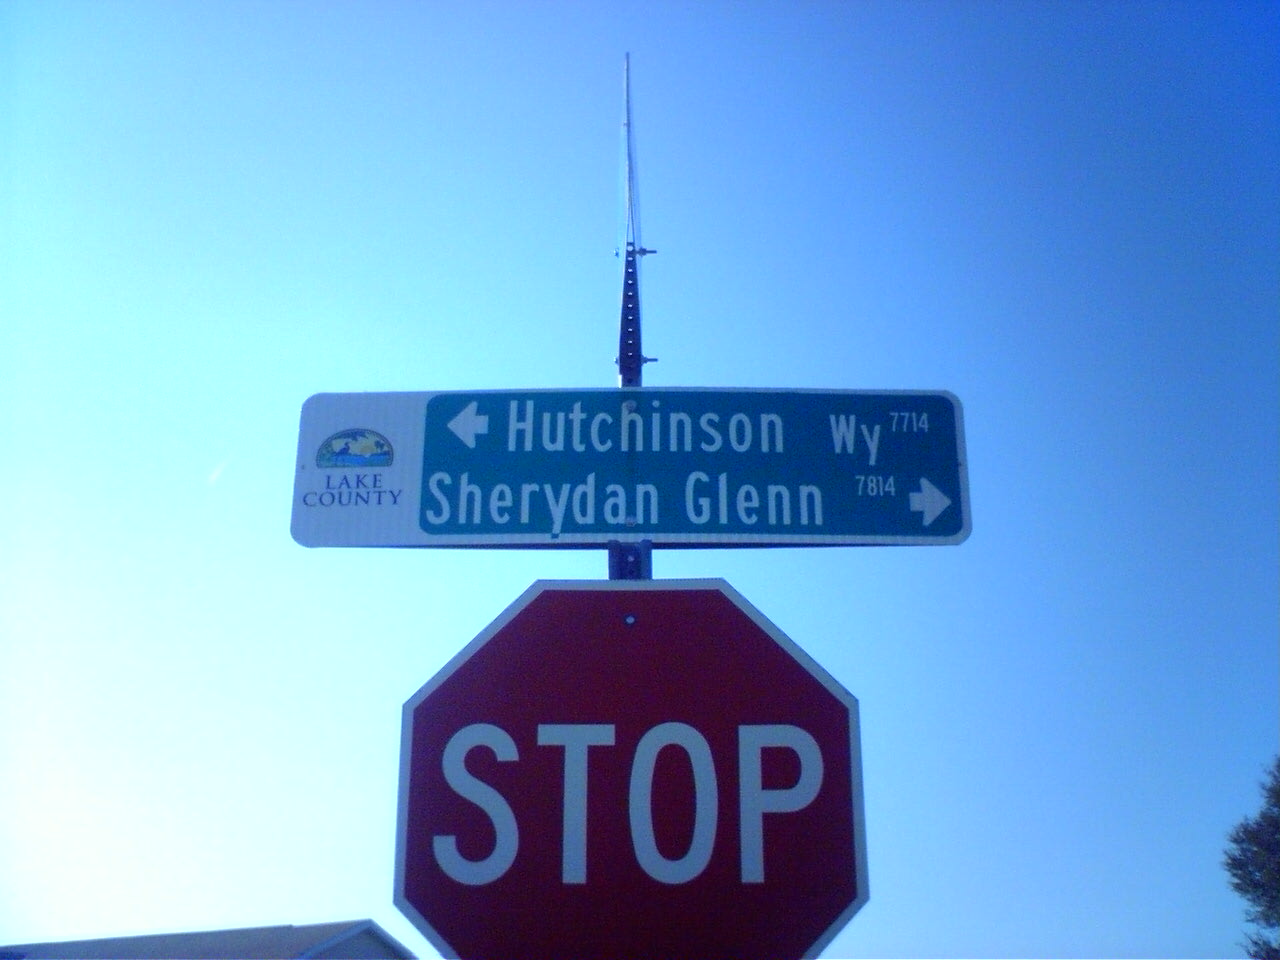 Hutchinson Wy 7714
Sherydan Glenn 7814
LAKE
COUNTY
STOP